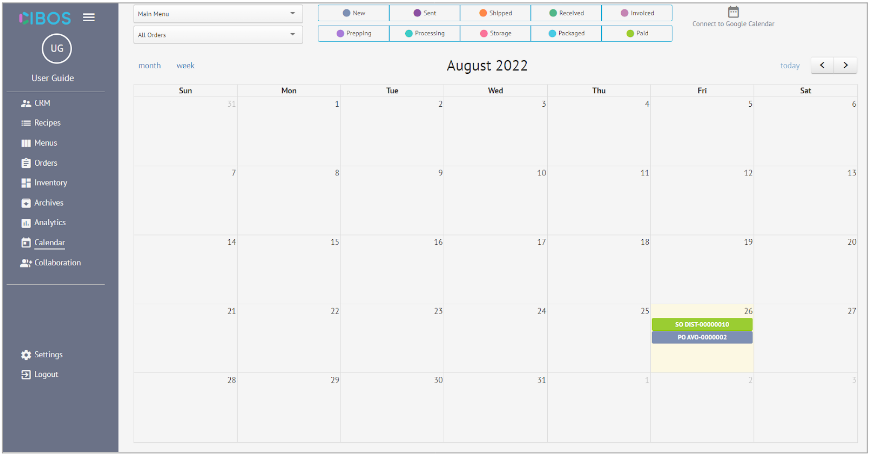 CIBOS
UG
User Guide
CRM
Recipes
Menus
Orders
Inventory
Archives
Analytics
Calendar
Collaboration
Settings
Logout
Main Menu
All Orders
New Sent Shipped Received Invoiced
Prepping Processing Storage Packaged Paid
Connect to Google Calendar
month week August 2022 today
Sun Mon Tue Wed Thu Fri Sat
31 1 2 3 4 5 6
7 8 9 10 11 12 13
14 15 16 17 18 19 20
21 22 23 24 25 26 27
SO DIST-00000010
PO AVO-0000002
28 29 30 31 1 2 3